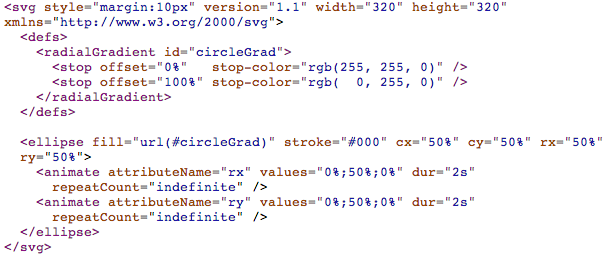 <svg style="margin:10px" version="1.1" width="320" height="320"
xmlns="http://www.w3.org/2000/svg">
  <defs>
    <radialGradient id="circleGrad">
      <stop offset="0%"   stop-color="rgb(255, 255, 0)" />
      <stop offset="100%" stop-color="rgb(  0, 255, 0)" />
    </radialGradient>
  </defs>

  <ellipse fill="url(#circleGrad)" stroke="#000" cx="50%" cy="50%" rx="50%"
  ry="50%">
    <animate attributeName="rx" values="0%;50%;0%" dur="2s"
      repeatCount="indefinite" />
    <animate attributeName="ry" values="0%;50%;0%" dur="2s"
      repeatCount="indefinite" />
  </ellipse>
</svg>